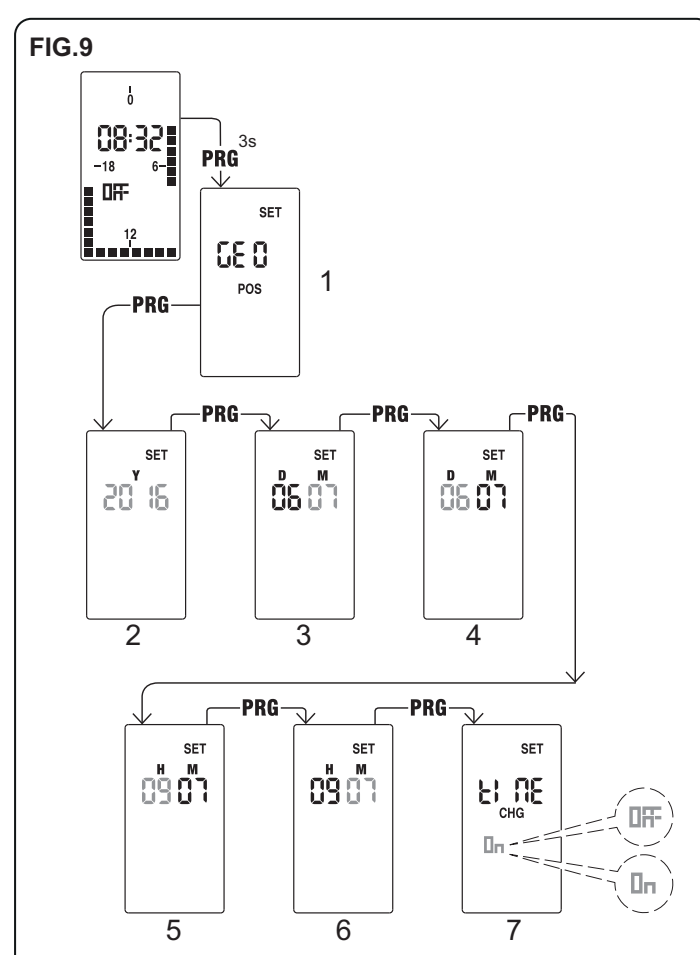 FIG.9
0
08:32
-18 6-
OFF
12
PRG 3s
SET
GEO
POS
1
PRG
PRG PRG PRG
SET
Y
2016
2
SET
D M
06 07
3
SET
D M
06 07
4
PRG PRG
SET
H M
09 07
5
SET
H M
09 07
6
SET
tIME
CHG
On
OFF
On
7